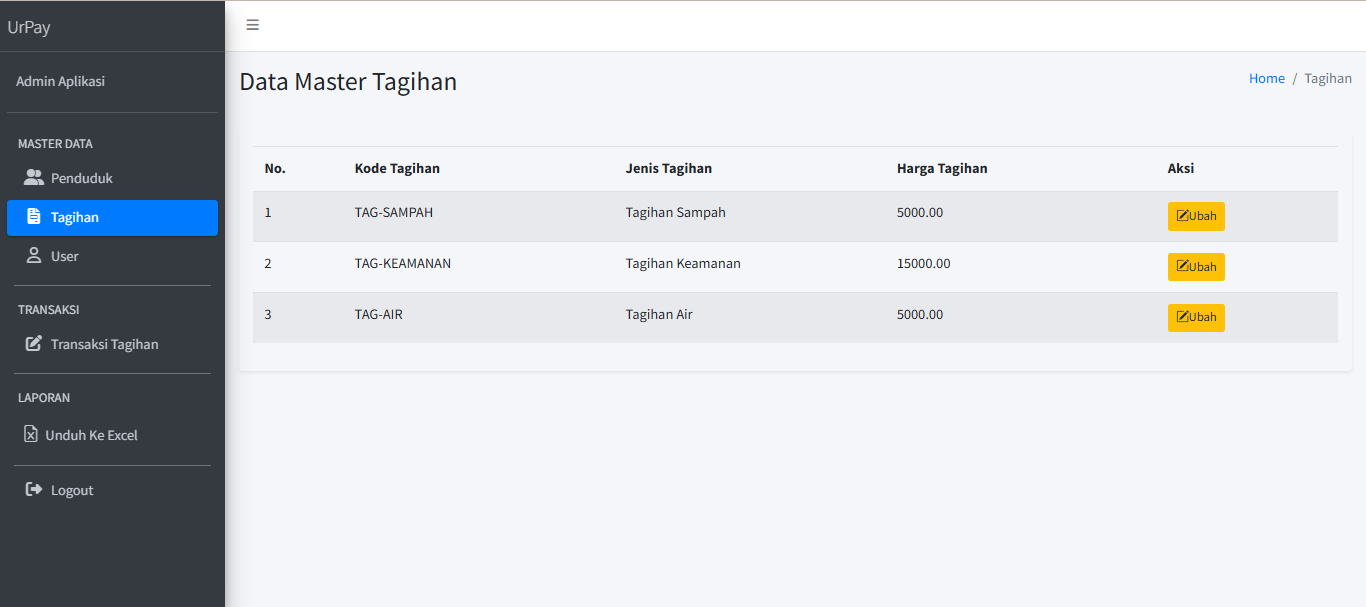 UrPay
Admin Aplikasi
MASTER DATA
Penduduk
Tagihan
User
TRANSAKSI
Transaksi Tagihan
LAPORAN
Unduh Ke Excel
Logout
Data Master Tagihan
Home / Tagihan
No. Kode Tagihan Jenis Tagihan Harga Tagihan Aksi
1 TAG-SAMPAH Tagihan Sampah 5000.00 Ubah
2 TAG-KEAMANAN Tagihan Keamanan 15000.00 Ubah
3 TAG-AIR Tagihan Air 5000.00 Ubah